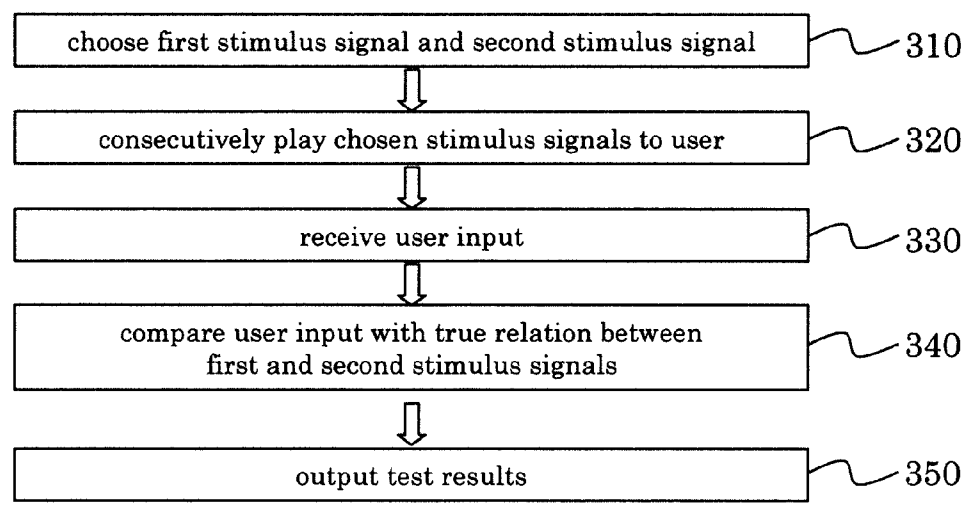 choose first stimulus signal and second stimulus signal
310
consecutively play chosen stimulus signals to user
320
receive user input
330
compare user input with true relation between
first and second stimulus signals
340
output test results
350